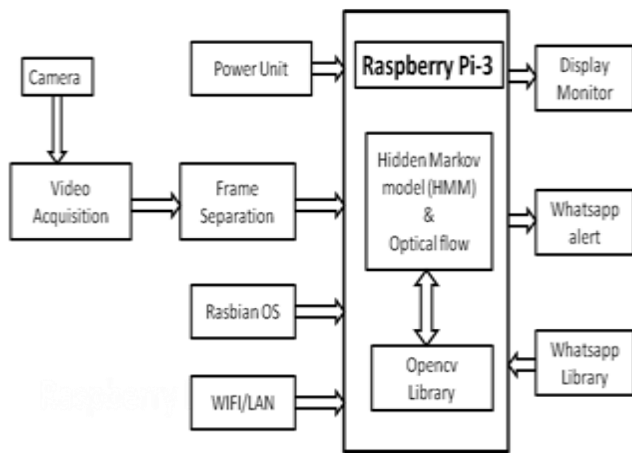 Camera
Video
Acquisition
Power Unit
Frame
Separation
Rasbian OS
WIFI/LAN
Raspberry Pi-3
Hidden Markov
model (HMM)
&
Optical flow
Opencv
Library
Display
Monitor
Whatsapp
alert
Whatsapp
Library